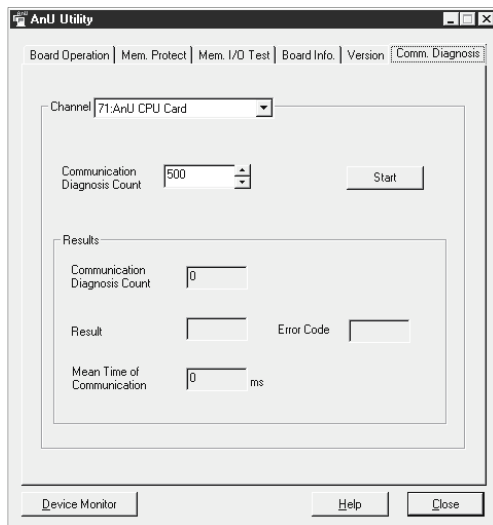 AnU Utility
Board Operation Mem. Protect Mem. I/O Test Board Info. Version Comm. Diagnosis
Channel 71:AnU CPU Card
Communication
Diagnosis Count 500 Start
Results
Communication
Diagnosis Count 0
Result Error Code
Mean Time of
Communication 0 ms
Device Monitor Help Close